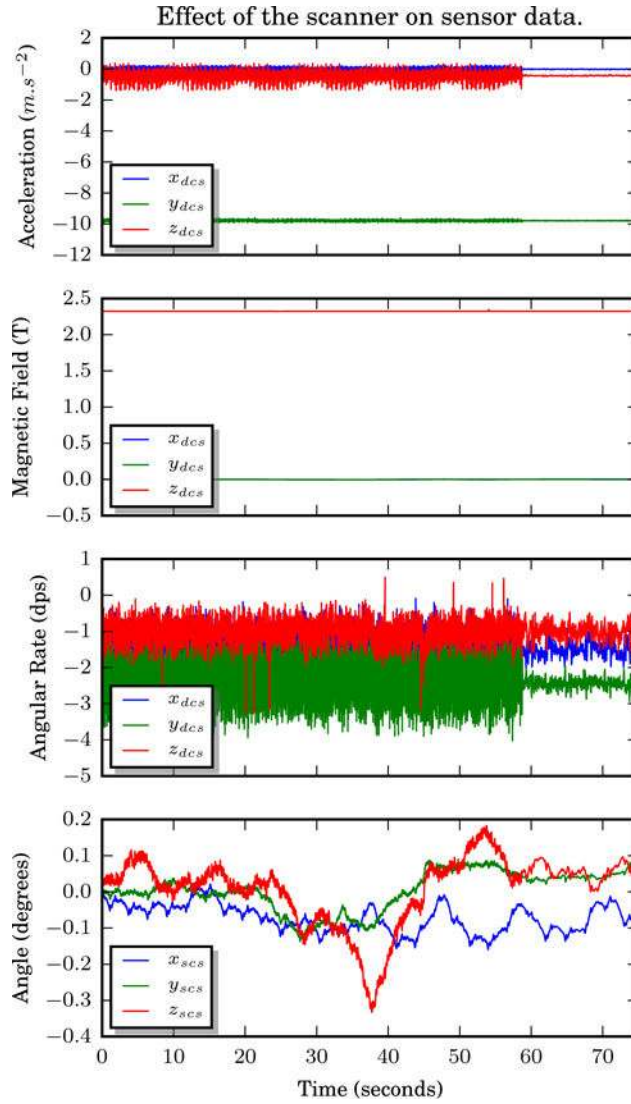 Effect of the scanner on sensor data.
Acceleration (m.s⁻²)
2
0
−2
−4
−6
−8
−10
−12
x_dcs
y_dcs
z_dcs
Magnetic Field (T)
2.5
2.0
1.5
1.0
0.5
0.0
−0.5
x_dcs
y_dcs
z_dcs
Angular Rate (dps)
1
0
−1
−2
−3
−4
−5
x_dcs
y_dcs
z_dcs
Angle (degrees)
0.2
0.1
0.0
−0.1
−0.2
−0.3
−0.4
x_scs
y_scs
z_scs
0 10 20 30 40 50 60 70
Time (seconds)